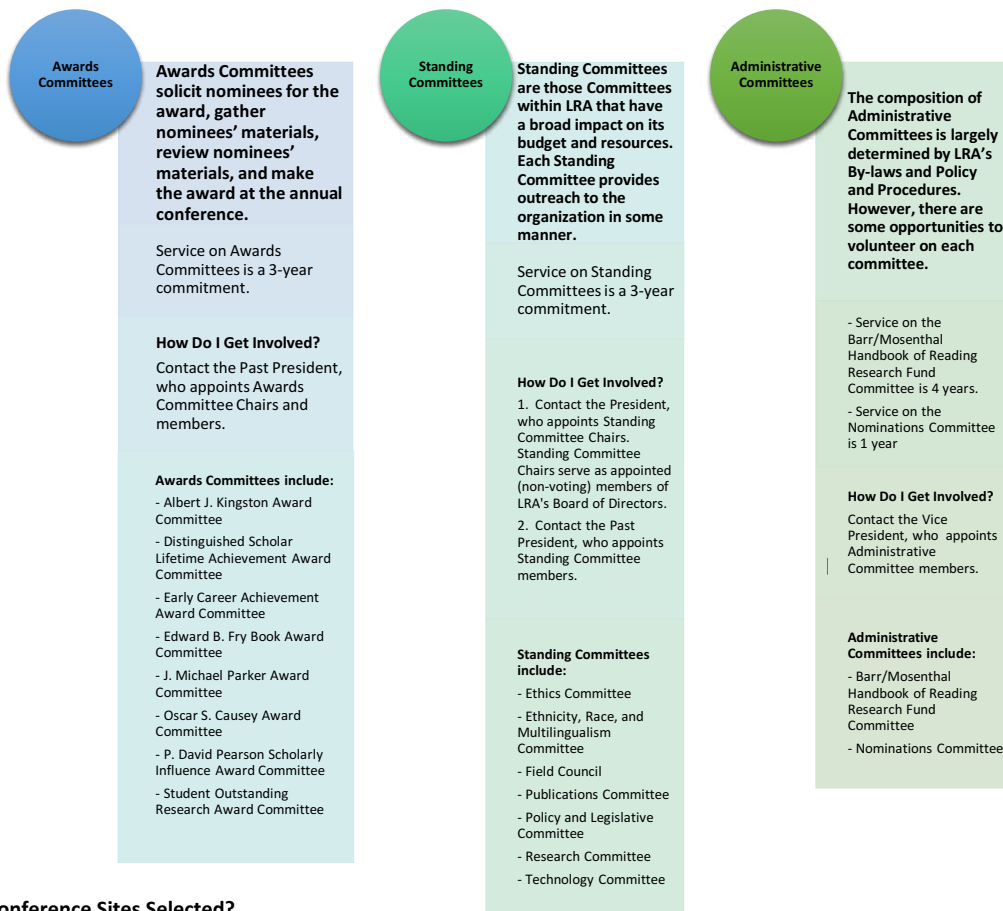 Awards
Committees
Awards Committees
solicit nominees for the
award, gather
nominees’ materials,
review nominees’
materials, and make
the award at the annual
conference.
Service on Awards
Committees is a 3-year
commitment.
How Do I Get Involved?
Contact the Past President,
who appoints Awards
Committee Chairs and
members.
Awards Committees include:
- Albert J. Kingston Award
Committee
- Distinguished Scholar
Lifetime Achievement Award
Committee
- Early Career Achievement
Award Committee
- Edward B. Fry Book Award
Committee
- J. Michael Parker Award
Committee
- Oscar S. Causey Award
Committee
- P. David Pearson Scholarly
Influence Award Committee
- Student Outstanding
Research Award Committee
Standing
Committees
Standing Committees
are those Committees
within LRA that have
a broad impact on its
budget and resources.
Each Standing
Committee provides
outreach to the
organization in some
manner.
Service on Standing
Committees is a 3-year
commitment.
How Do I Get Involved?
1. Contact the President,
who appoints Standing
Committee Chairs.
Standing Committee
Chairs serve as appointed
(non-voting) members of
LRA's Board of Directors.
2. Contact the Past
President, who appoints
Standing Committee
members.
Standing Committees
include:
- Ethics Committee
- Ethnicity, Race, and
Multilingualism
Committee
- Field Council
- Publications Committee
- Policy and Legislative
Committee
- Research Committee
- Technology Committee
Administrative
Committees
The composition of
Administrative
Committees is largely
determined by LRA’s
By-laws and Policy
and Procedures.
However, there are
some opportunities to
volunteer on each
committee.
- Service on the
Barr/Mosenthal
Handbook of Reading
Research Fund
Committee is 4 years.
- Service on the
Nominations Committee
is 1 year
How Do I Get Involved?
Contact the Vice
President, who appoints
Administrative
Committee members.
Administrative
Committees include:
- Barr/Mosenthal
Handbook of Reading
Research Fund
Committee
- Nominations Committee
onference Sites Selected?